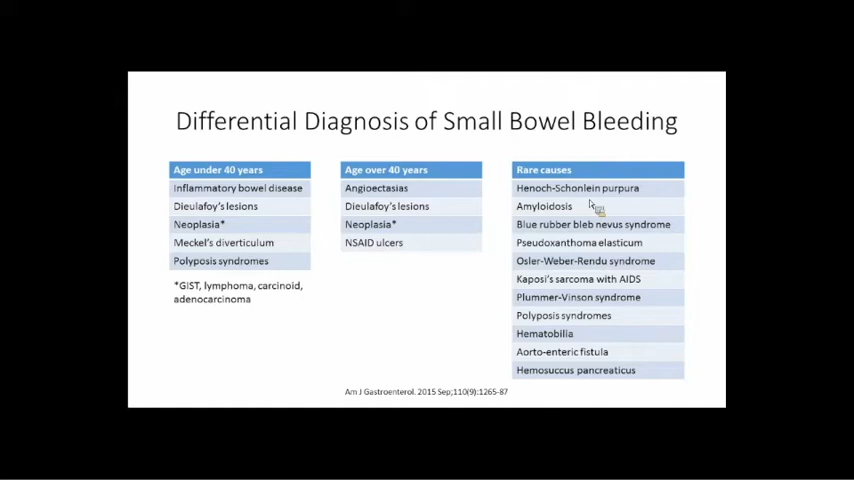 Differential Diagnosis of Small Bowel Bleeding
Age under 40 years
Inflammatory bowel disease
Dieulafoy's lesions
Neoplasia*
Meckel's diverticulum
Polyposis syndromes
*GIST, lymphoma, carcinoid,
adenocarcinoma
Age over 40 years
Angioectasias
Dieulafoy's lesions
Neoplasia*
NSAID ulcers
Rare causes
Henoch-Schonlein purpura
Amyloidosis
Blue rubber bleb nevus syndrome
Pseudoxanthoma elasticum
Osler-Weber-Rendu syndrome
Kaposi's sarcoma with AIDS
Plummer-Vinson syndrome
Polyposis syndromes
Hematobilia
Aorto-enteric fistula
Hemosuccus pancreaticus
Am J Gastroenterol. 2015 Sep;110(9):1265-87